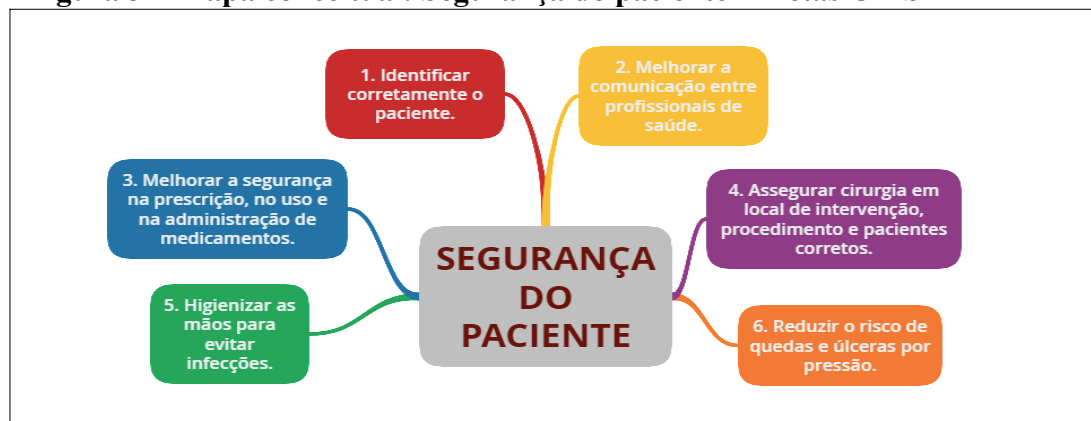 1. Identificar
corretamente o
paciente.
2. Melhorar a
comunicação entre
profissionais de
saúde.
3. Melhorar a segurança
na prescrição, no uso e
na administração de
medicamentos.
4. Assegurar cirurgia em
local de intervenção,
procedimento e pacientes
corretos.
SEGURANÇA
DO
PACIENTE
5. Higienizar as
mãos para
evitar
infecções.
6. Reduzir o risco de
quedas e úlceras por
pressão.